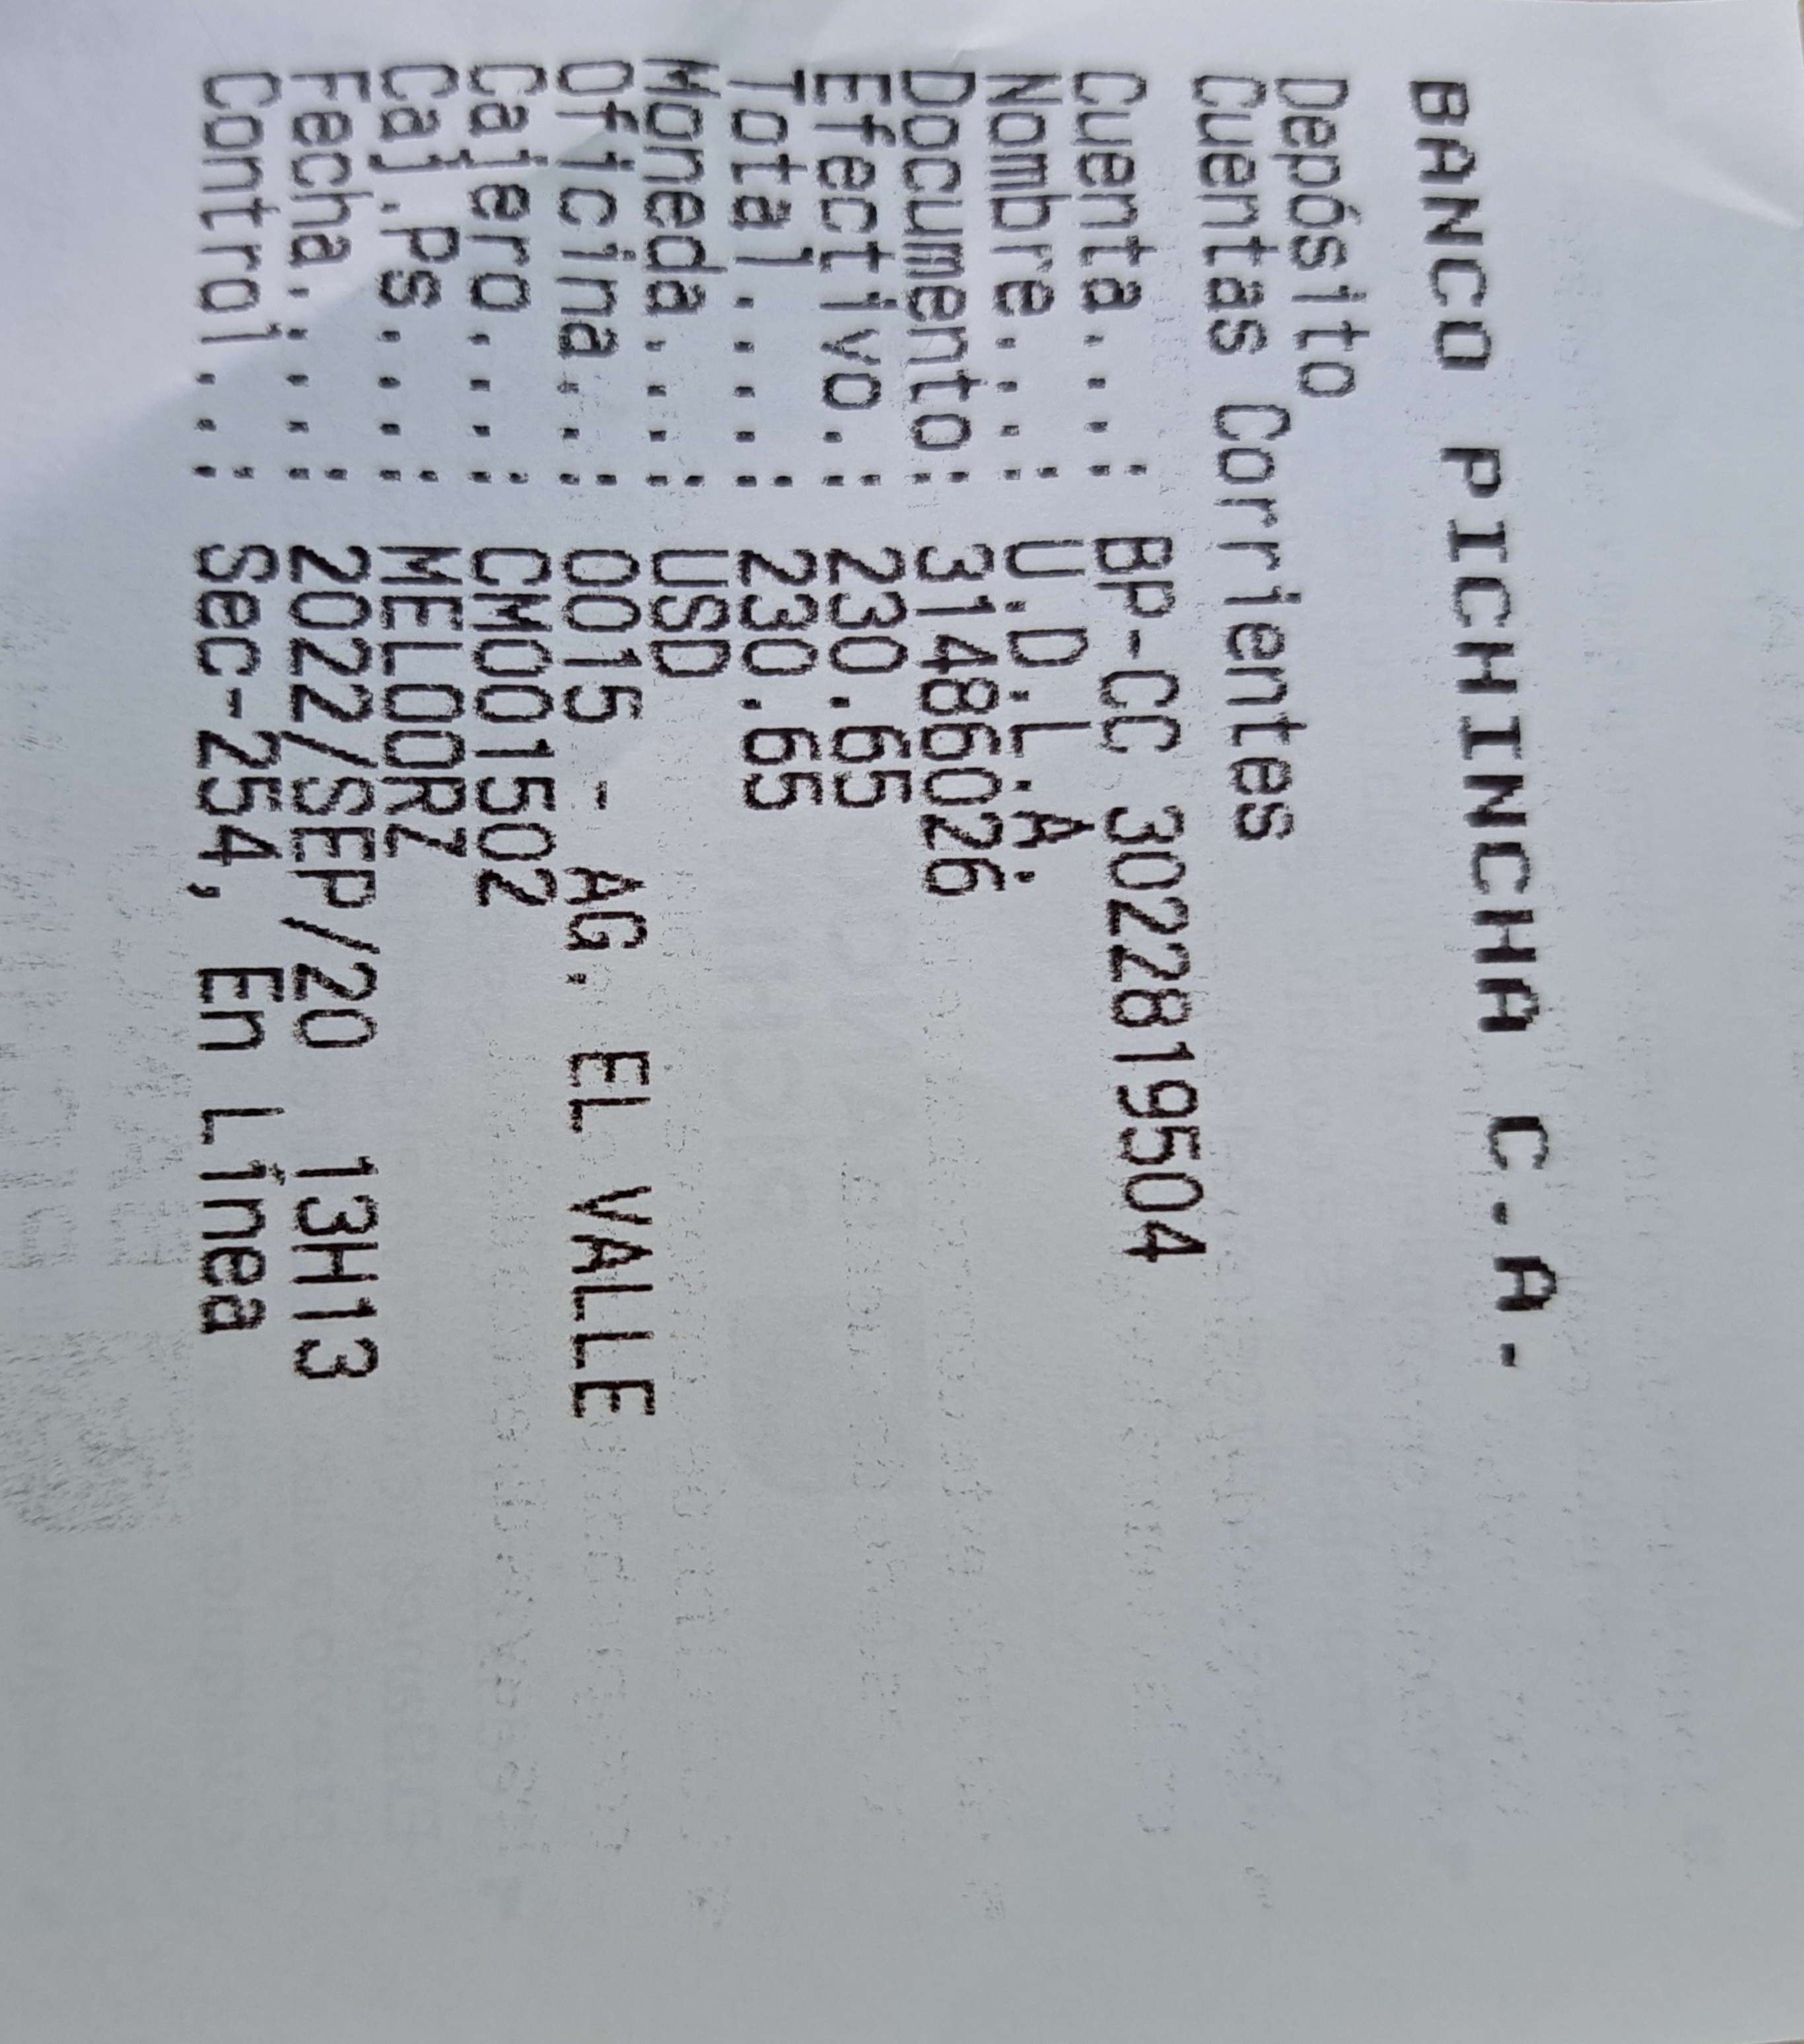 BANCO PICHINCHA C.A.
Depósito
Cuentas Corrientes
Cuenta...: BP-CC 3022819504
Nombre....: U.D.L.A.
Documento: 31486026
Efectivo.: 230.65
Total....: 230.65
Moneda...: USD
Oficina..: 0015 - AG. EL VALLE
Cajero...: CM001502
Caj.Ps....: MELOORZ
Fecha....: 2022/SEP/20 13H13
Control..: Sec-254, En Línea